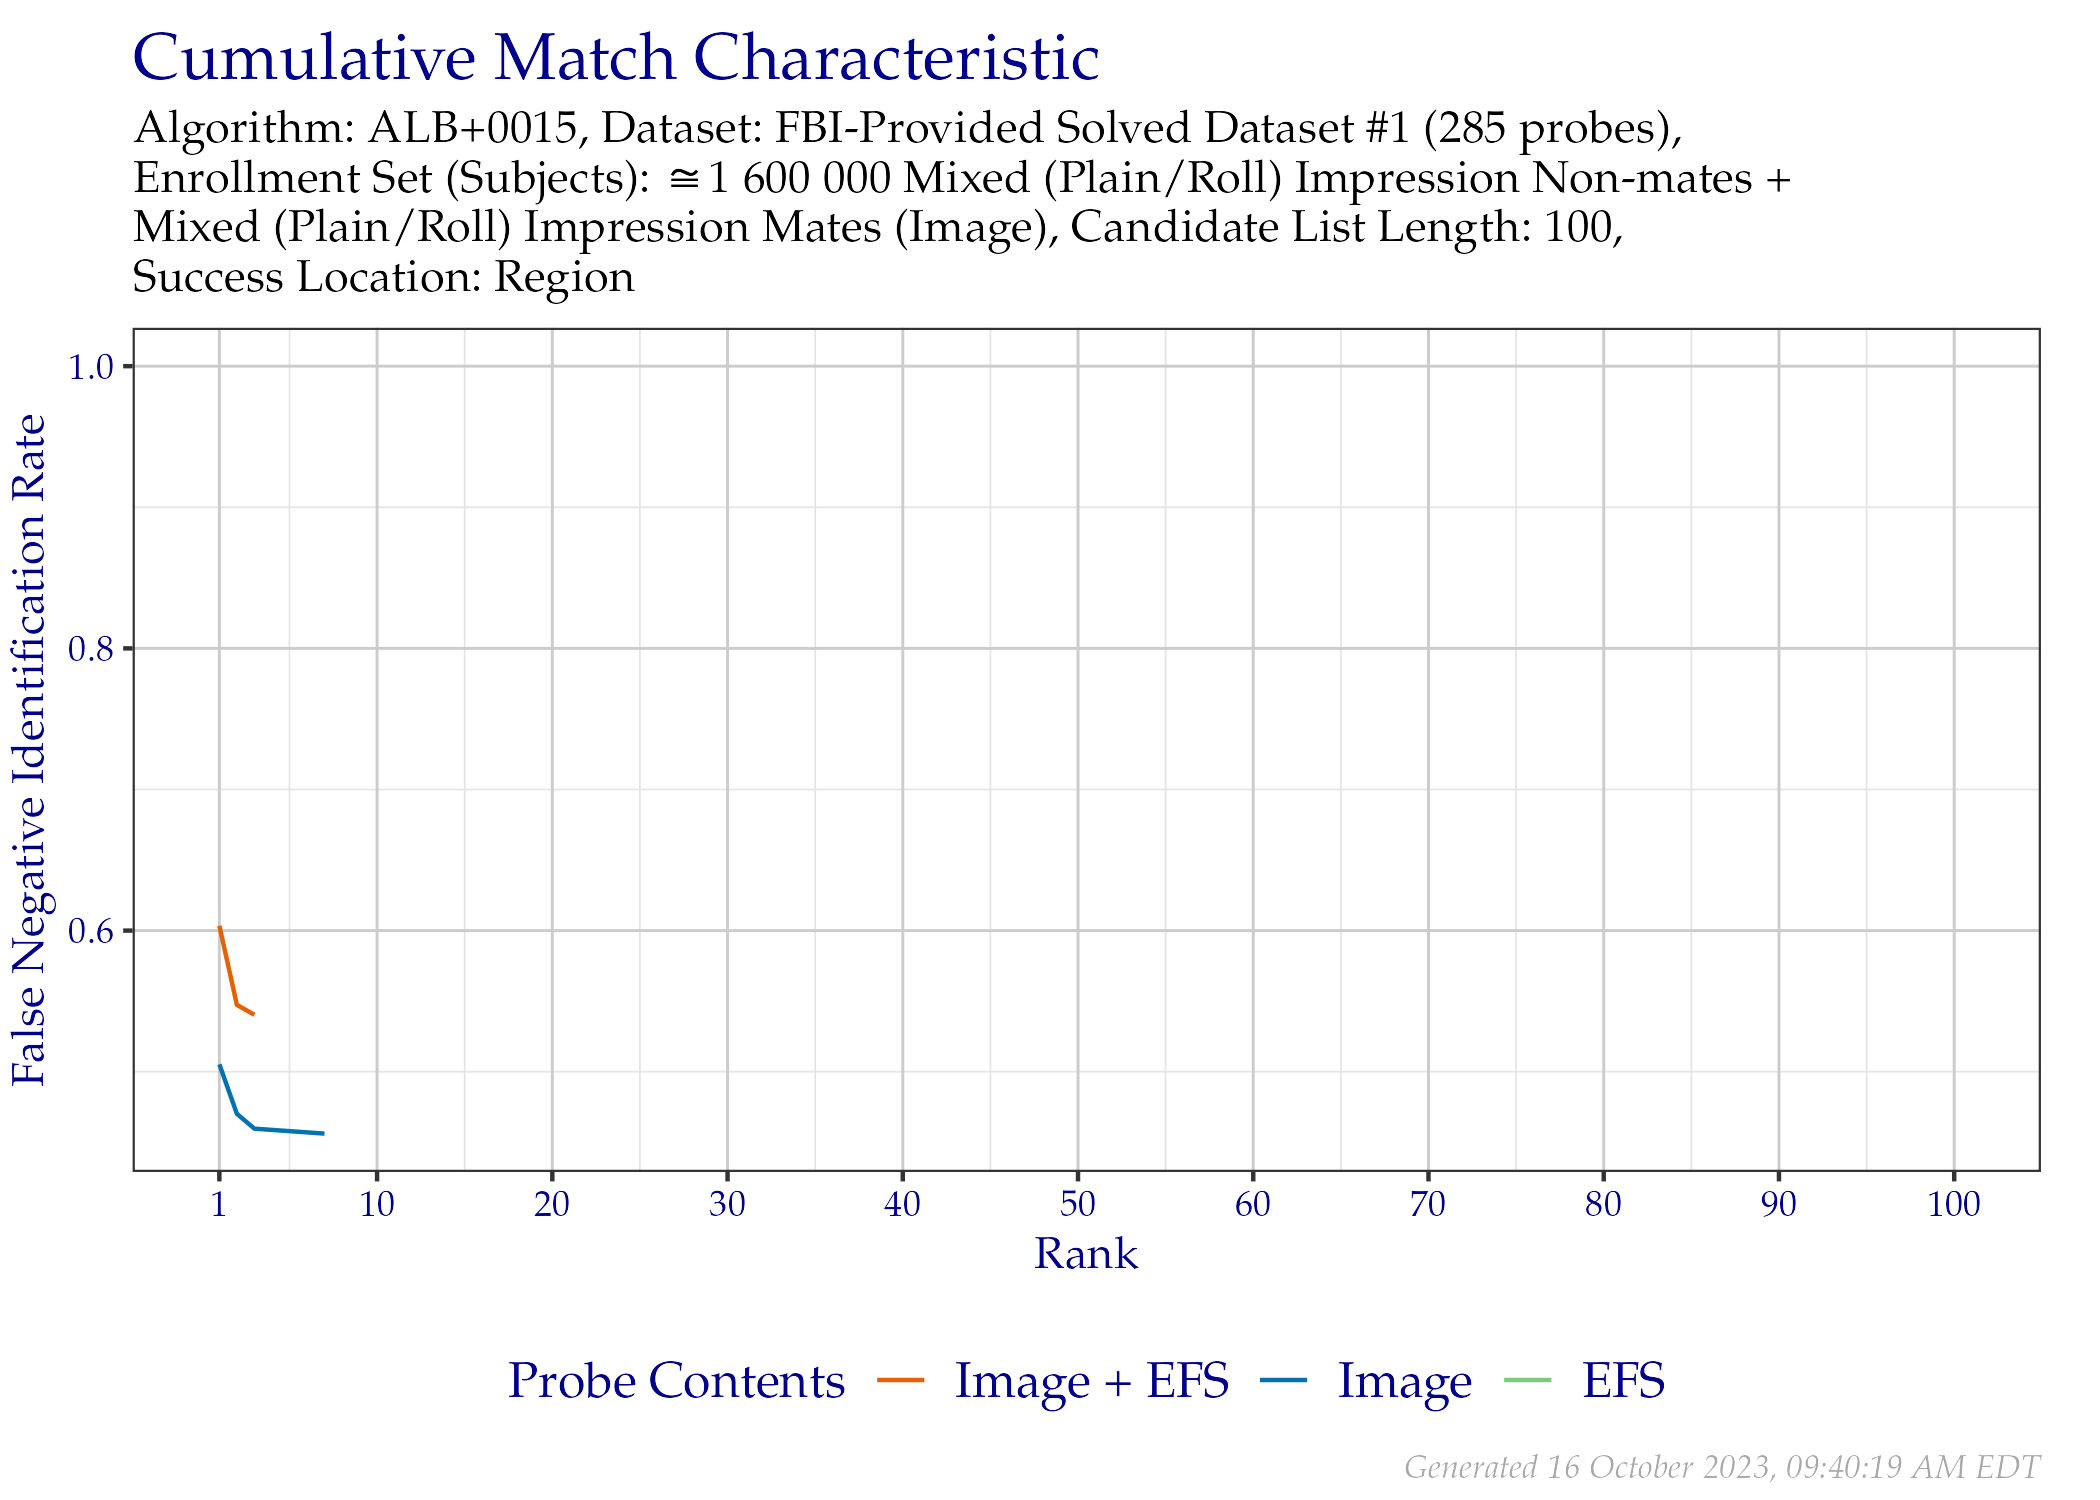 Cumulative Match Characteristic
Algorithm: ALB+0015, Dataset: FBI-Provided Solved Dataset #1 (285 probes),
Enrollment Set (Subjects): ≅ 1 600 000 Mixed (Plain/Roll) Impression Non-mates +
Mixed (Plain/Roll) Impression Mates (Image), Candidate List Length: 100,
Success Location: Region
False Negative Identification Rate
1.0
0.8
0.6
1 10 20 30 40 50 60 70 80 90 100
Rank
Probe Contents Image + EFS Image EFS
Generated 16 October 2023, 09:40:19 AM EDT